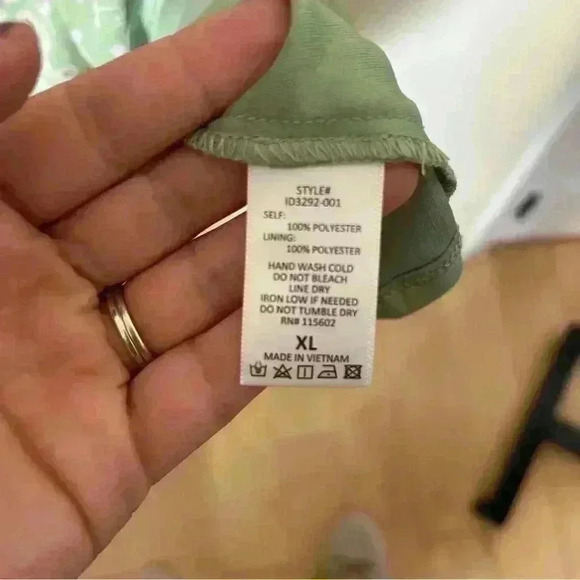 STYLE#
ID3292-001
SELF:
100% POLYESTER
LINING:
100% POLYESTER
HAND WASH COLD
DO NOT BLEACH
LINE DRY
IRON LOW IF NEEDED
DO NOT TUMBLE DRY
RN# 115602
XL
MADE IN VIETNAM